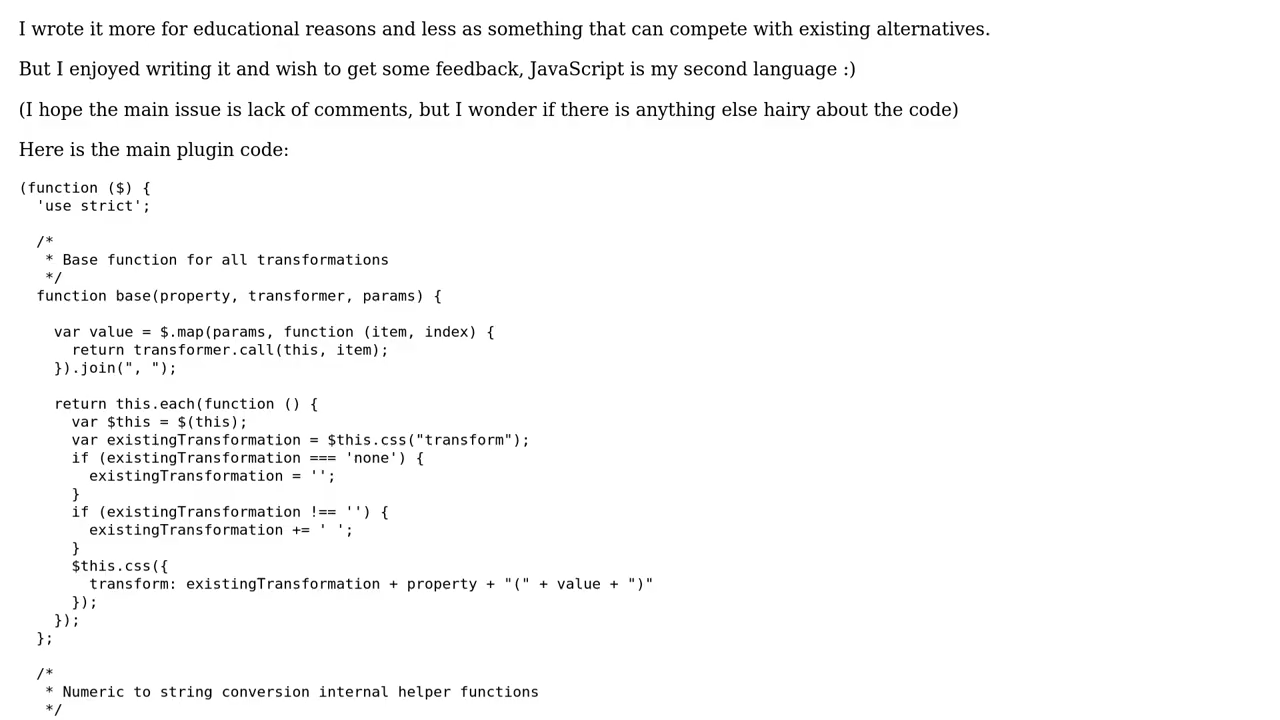 I wrote it more for educational reasons and less as something that can compete with existing alternatives.
But I enjoyed writing it and wish to get some feedback, JavaScript is my second language :)
(I hope the main issue is lack of comments, but I wonder if there is anything else hairy about the code)
Here is the main plugin code:
(function ($) {
  'use strict';

  /*
   * Base function for all transformations
   */
  function base(property, transformer, params) {

    var value = $.map(params, function (item, index) {
      return transformer.call(this, item);
    }).join(", ");

    return this.each(function () {
      var $this = $(this);
      var existingTransformation = $this.css("transform");
      if (existingTransformation === 'none') {
        existingTransformation = '';
      }
      if (existingTransformation !== '') {
        existingTransformation += ' ';
      }
      $this.css({
        transform: existingTransformation + property + "(" + value + ")"
      });
    });
  };

  /*
   * Numeric to string conversion internal helper functions
   */